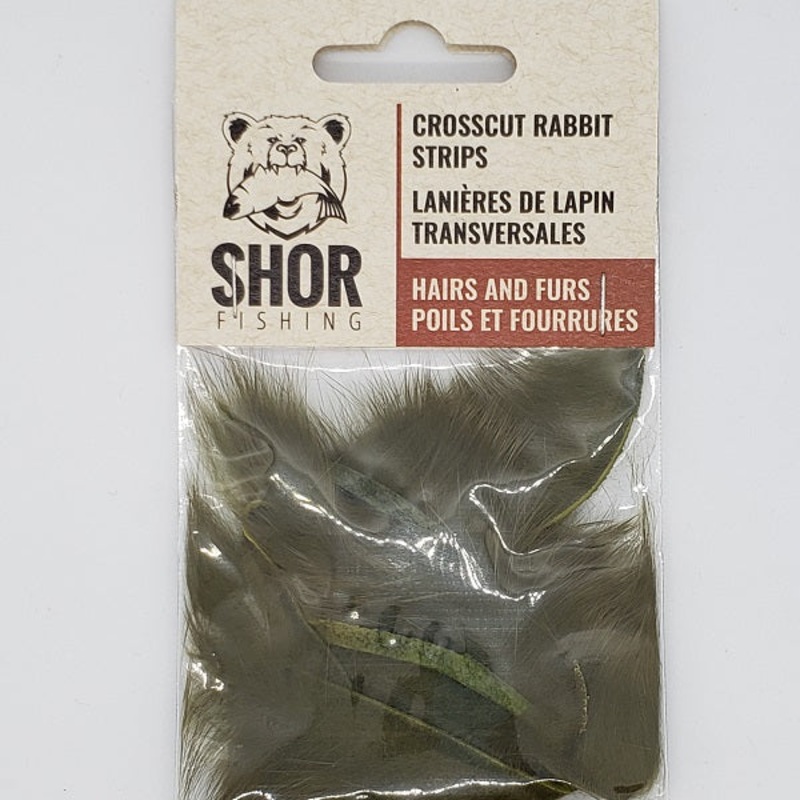 SHOR
FISHING
CROSSCUT RABBIT
STRIPS
LANIÈRES DE LAPIN
TRANSVERSALES
HAIRS AND FURS
POILS ET FOURRURES